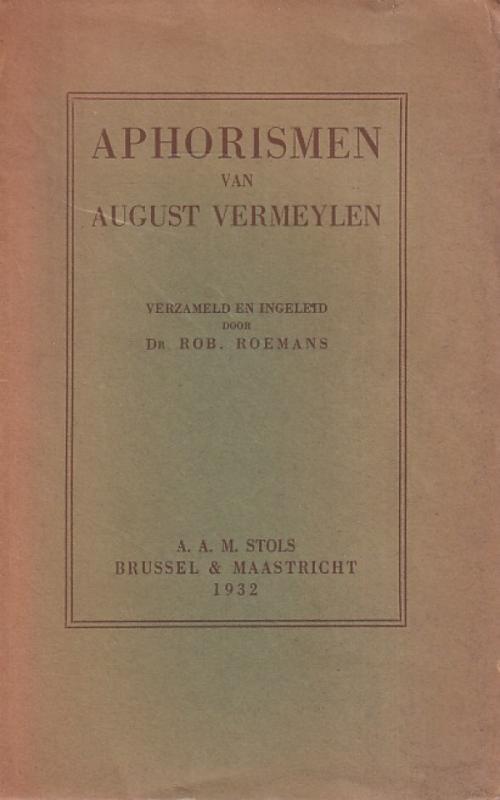 APHORISMEN
VAN
AUGUST VERMEYLEN
VERZAMELD EN INGELEID
DOOR
DR ROB. ROEMANS
A. A. M. STOLS
BRUSSEL & MAASTRICHT
1932